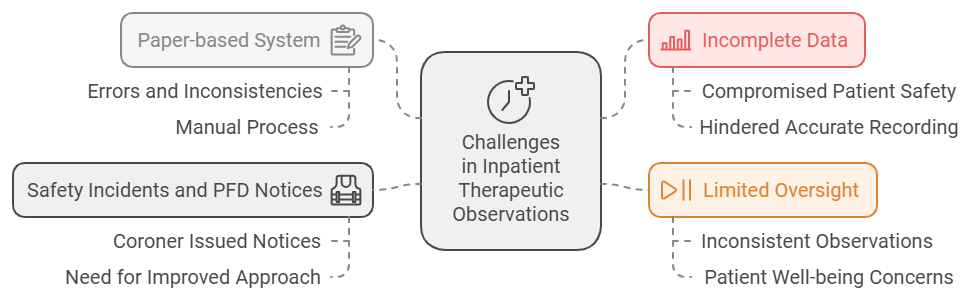 Paper-based System
Errors and Inconsistencies
Manual Process
Safety Incidents and PFD Notices
Coroner Issued Notices
Need for Improved Approach
Challenges
in Inpatient
Therapeutic
Observations
Incomplete Data
Compromised Patient Safety
Hindered Accurate Recording
Limited Oversight
Inconsistent Observations
Patient Well-being Concerns